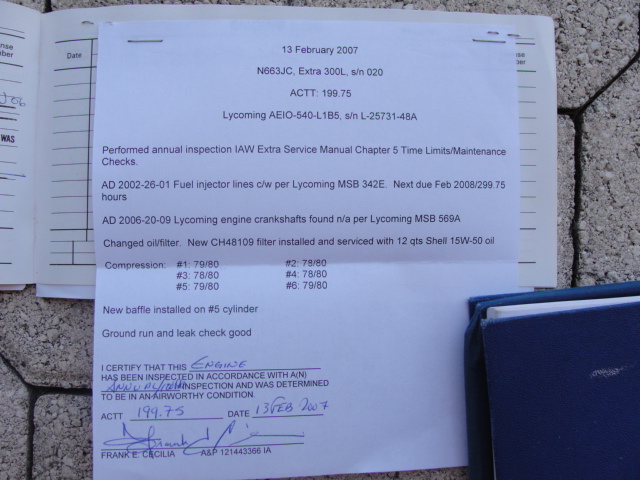 13 February 2007
N663JC, Extra 300L, s/n 020
ACTT: 199.75
Lycoming AEIO-540-L1B5, s/n L-25731-48A
Performed annual inspection IAW Extra Service Manual Chapter 5 Time Limits/Maintenance
Checks.
AD 2002-26-01 Fuel injector lines c/w per Lycoming MSB 342E. Next due Feb 2008/299.75
hours
AD 2006-20-09 Lycoming engine crankshafts found n/a per Lycoming MSB 569A
Changed oil/filter. New CH48109 filter installed and serviced with 12 qts Shell 15W-50 oil
Compression: #1: 79/80 #2: 78/80
#3: 78/80 #4: 78/80
#5: 79/80 #6: 79/80
New baffle installed on #5 cylinder
Ground run and leak check good
I CERTIFY THAT THIS ENGINE
HAS BEEN INSPECTED IN ACCORDANCE WITH A(N)
ANNUAL INSPECTION AND WAS DETERMINED
TO BE IN AN AIRWORTHY CONDITION.
ACTT 199.75 DATE 13 FEB 2007
FRANK E. CECILIA A&P 121443366 IA
Date
WAS